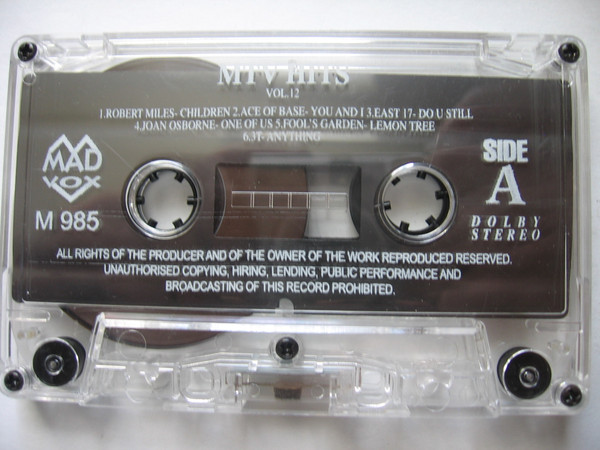 MTV HITS
VOL.12
1.ROBERT MILES- CHILDREN 2.ACE OF BASE- YOU AND I 3.EAST 17- DO U STILL
4.JOAN OSBORNE- ONE OF US 5.FOOL'S GARDEN- LEMON TREE
6.3T- ANYTHING
MAD
VOX
M 985
SIDE
A
DOLBY
STEREO
ALL RIGHTS OF THE PRODUCER AND OF THE OWNER OF THE WORK REPRODUCED RESERVED.
UNAUTHORISED COPYING, HIRING, LENDING, PUBLIC PERFORMANCE AND
BROADCASTING OF THIS RECORD PROHIBITED.